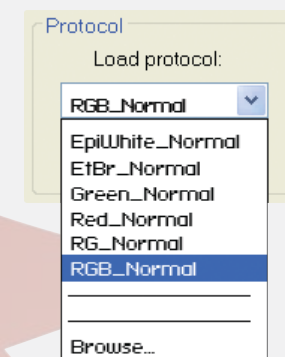 Protocol
Load protocol:
RGB_Normal
EpiWhite_Normal
EtBr_Normal
Green_Normal
Red_Normal
RG_Normal
RGB_Normal
Browse...